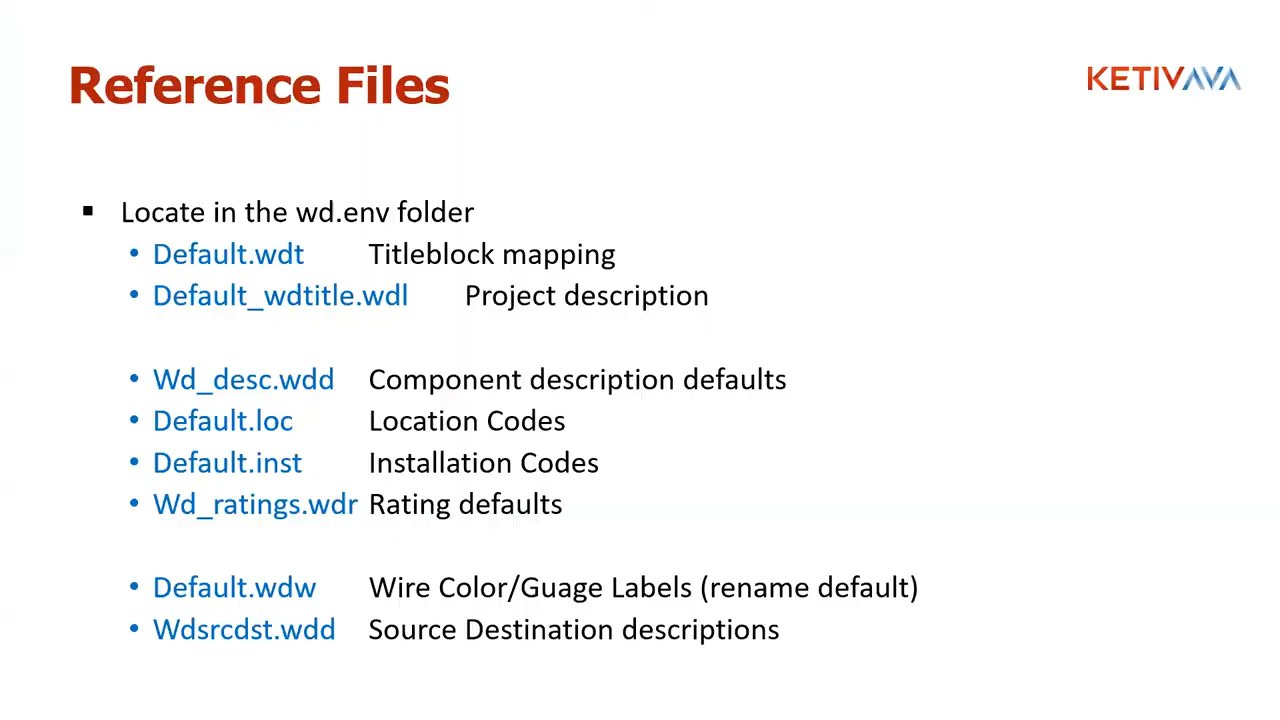 Reference Files
KETIVAVA
▪ Locate in the wd.env folder
• Default.wdt Titleblock mapping
• Default_wdtitle.wdl Project description
• Wd_desc.wdd Component description defaults
• Default.loc Location Codes
• Default.inst Installation Codes
• Wd_ratings.wdr Rating defaults
• Default.wdw Wire Color/Guage Labels (rename default)
• Wdsrcdst.wdd Source Destination descriptions